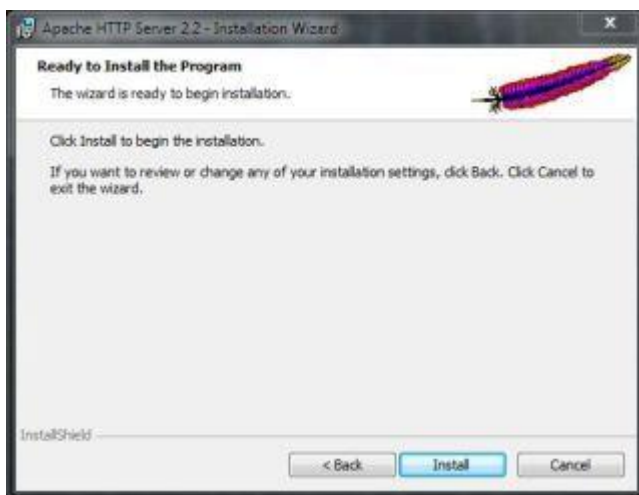 Apache HTTP Server 2.2 - Installation Wizard
Ready to Install the Program
The wizard is ready to begin installation.
Click Install to begin the installation.
If you want to review or change any of your installation settings, click Back. Click Cancel to
exit the wizard.
InstallShield
< Back Install Cancel